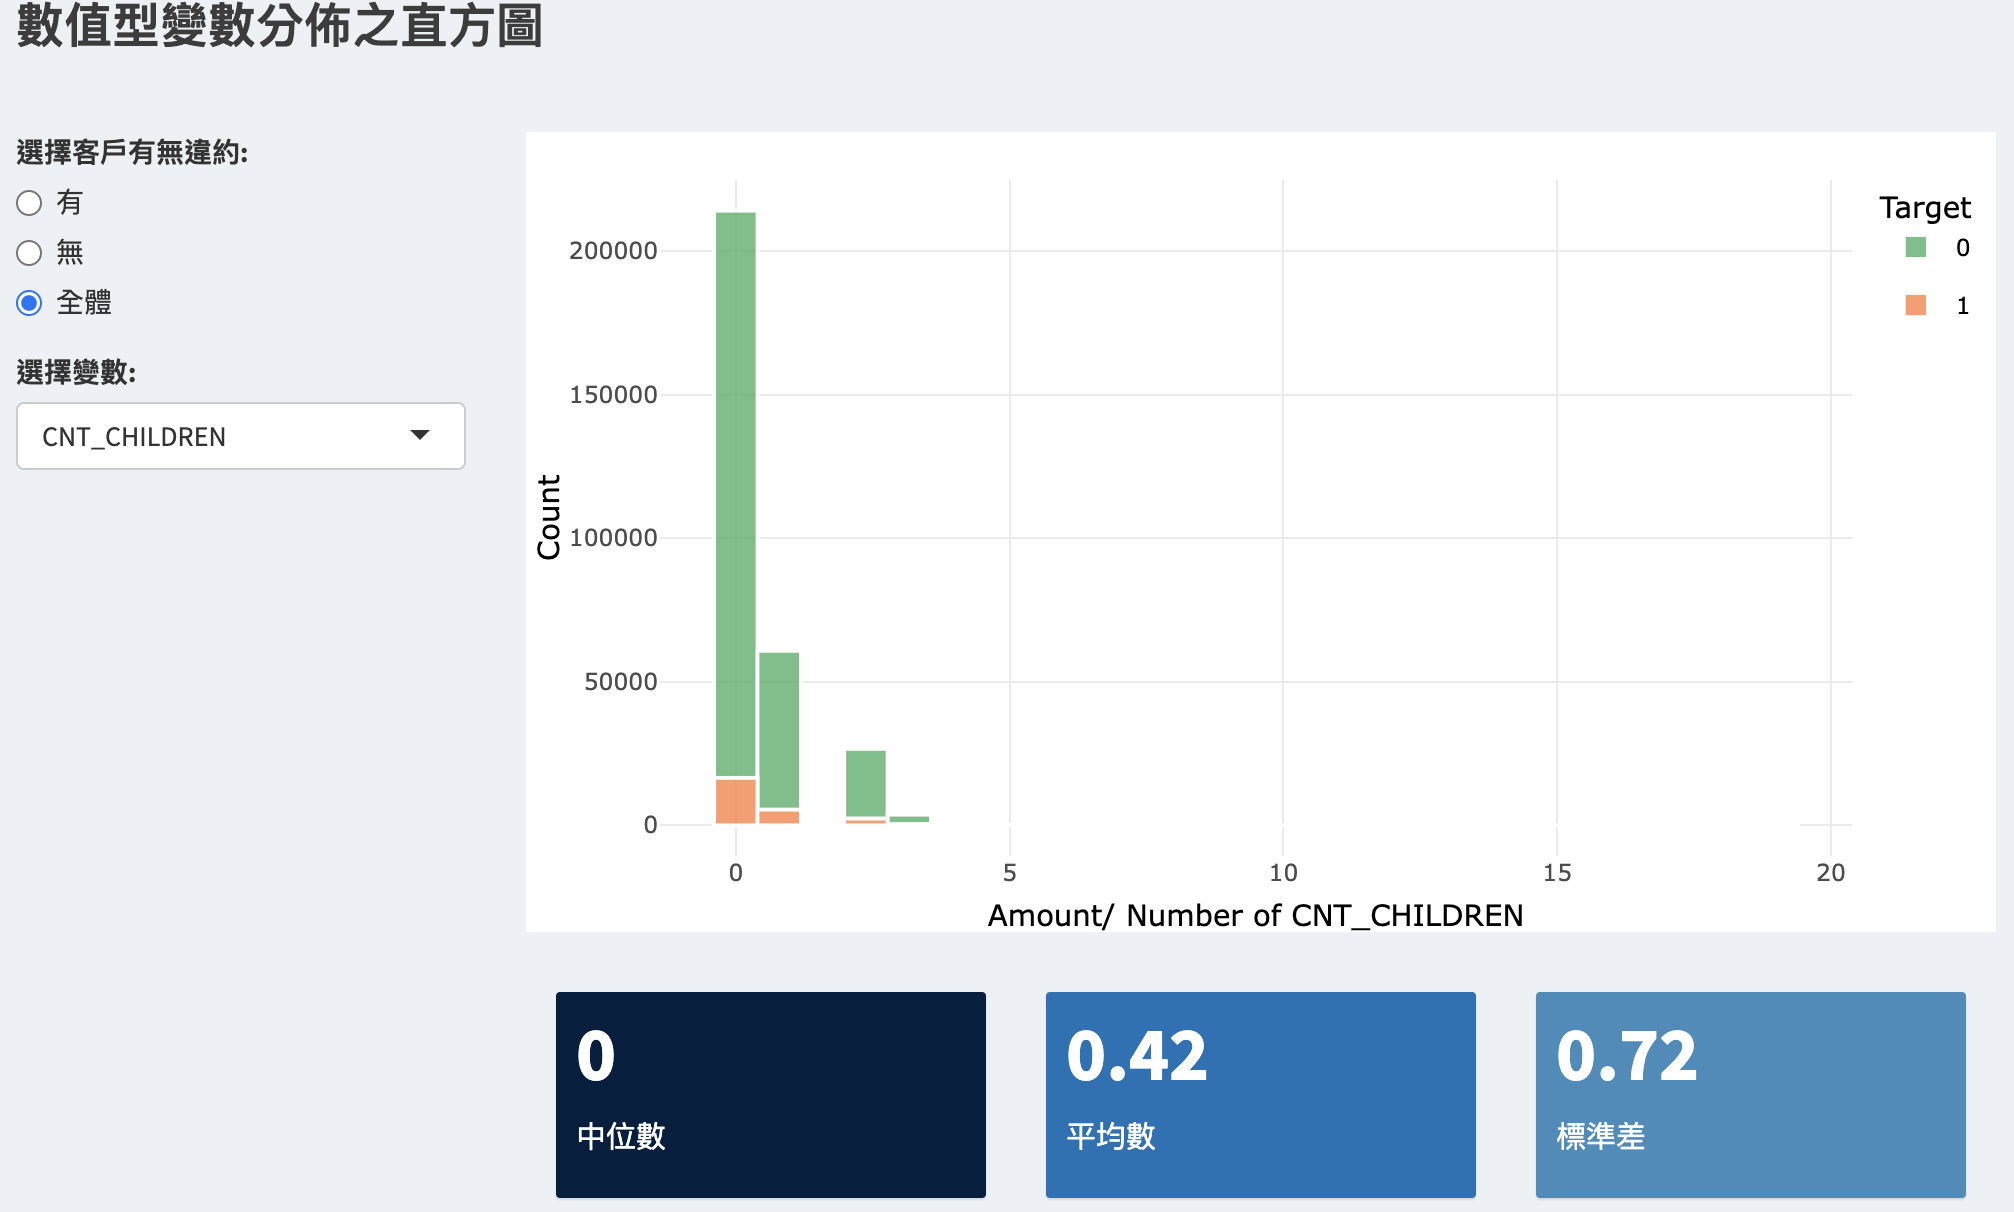 數值型變數分佈之直方圖
選擇客戶有無違約:
有
無
全體
選擇變數:
CNT_CHILDREN
Target
0
1
Count
200000
150000
100000
50000
0
0
5
10
15
20
Amount/ Number of CNT_CHILDREN
0
中位數
0.42
平均數
0.72
標準差